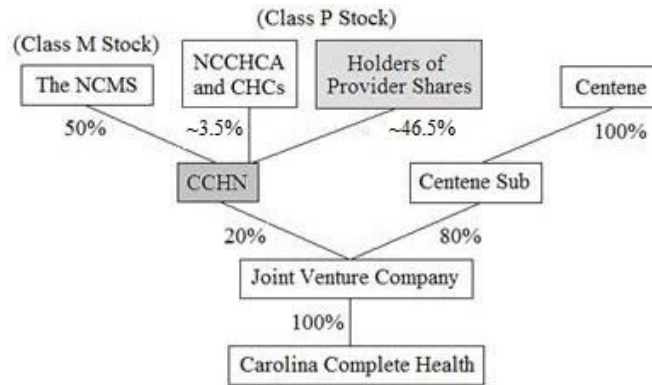 (Class P Stock)
(Class M Stock)
The NCMS
NCCHCA
and CHCs
Holders of
Provider Shares
Centene
50%
~3.5%
~46.5%
100%
CCHN
Centene Sub
20%
80%
Joint Venture Company
100%
Carolina Complete Health